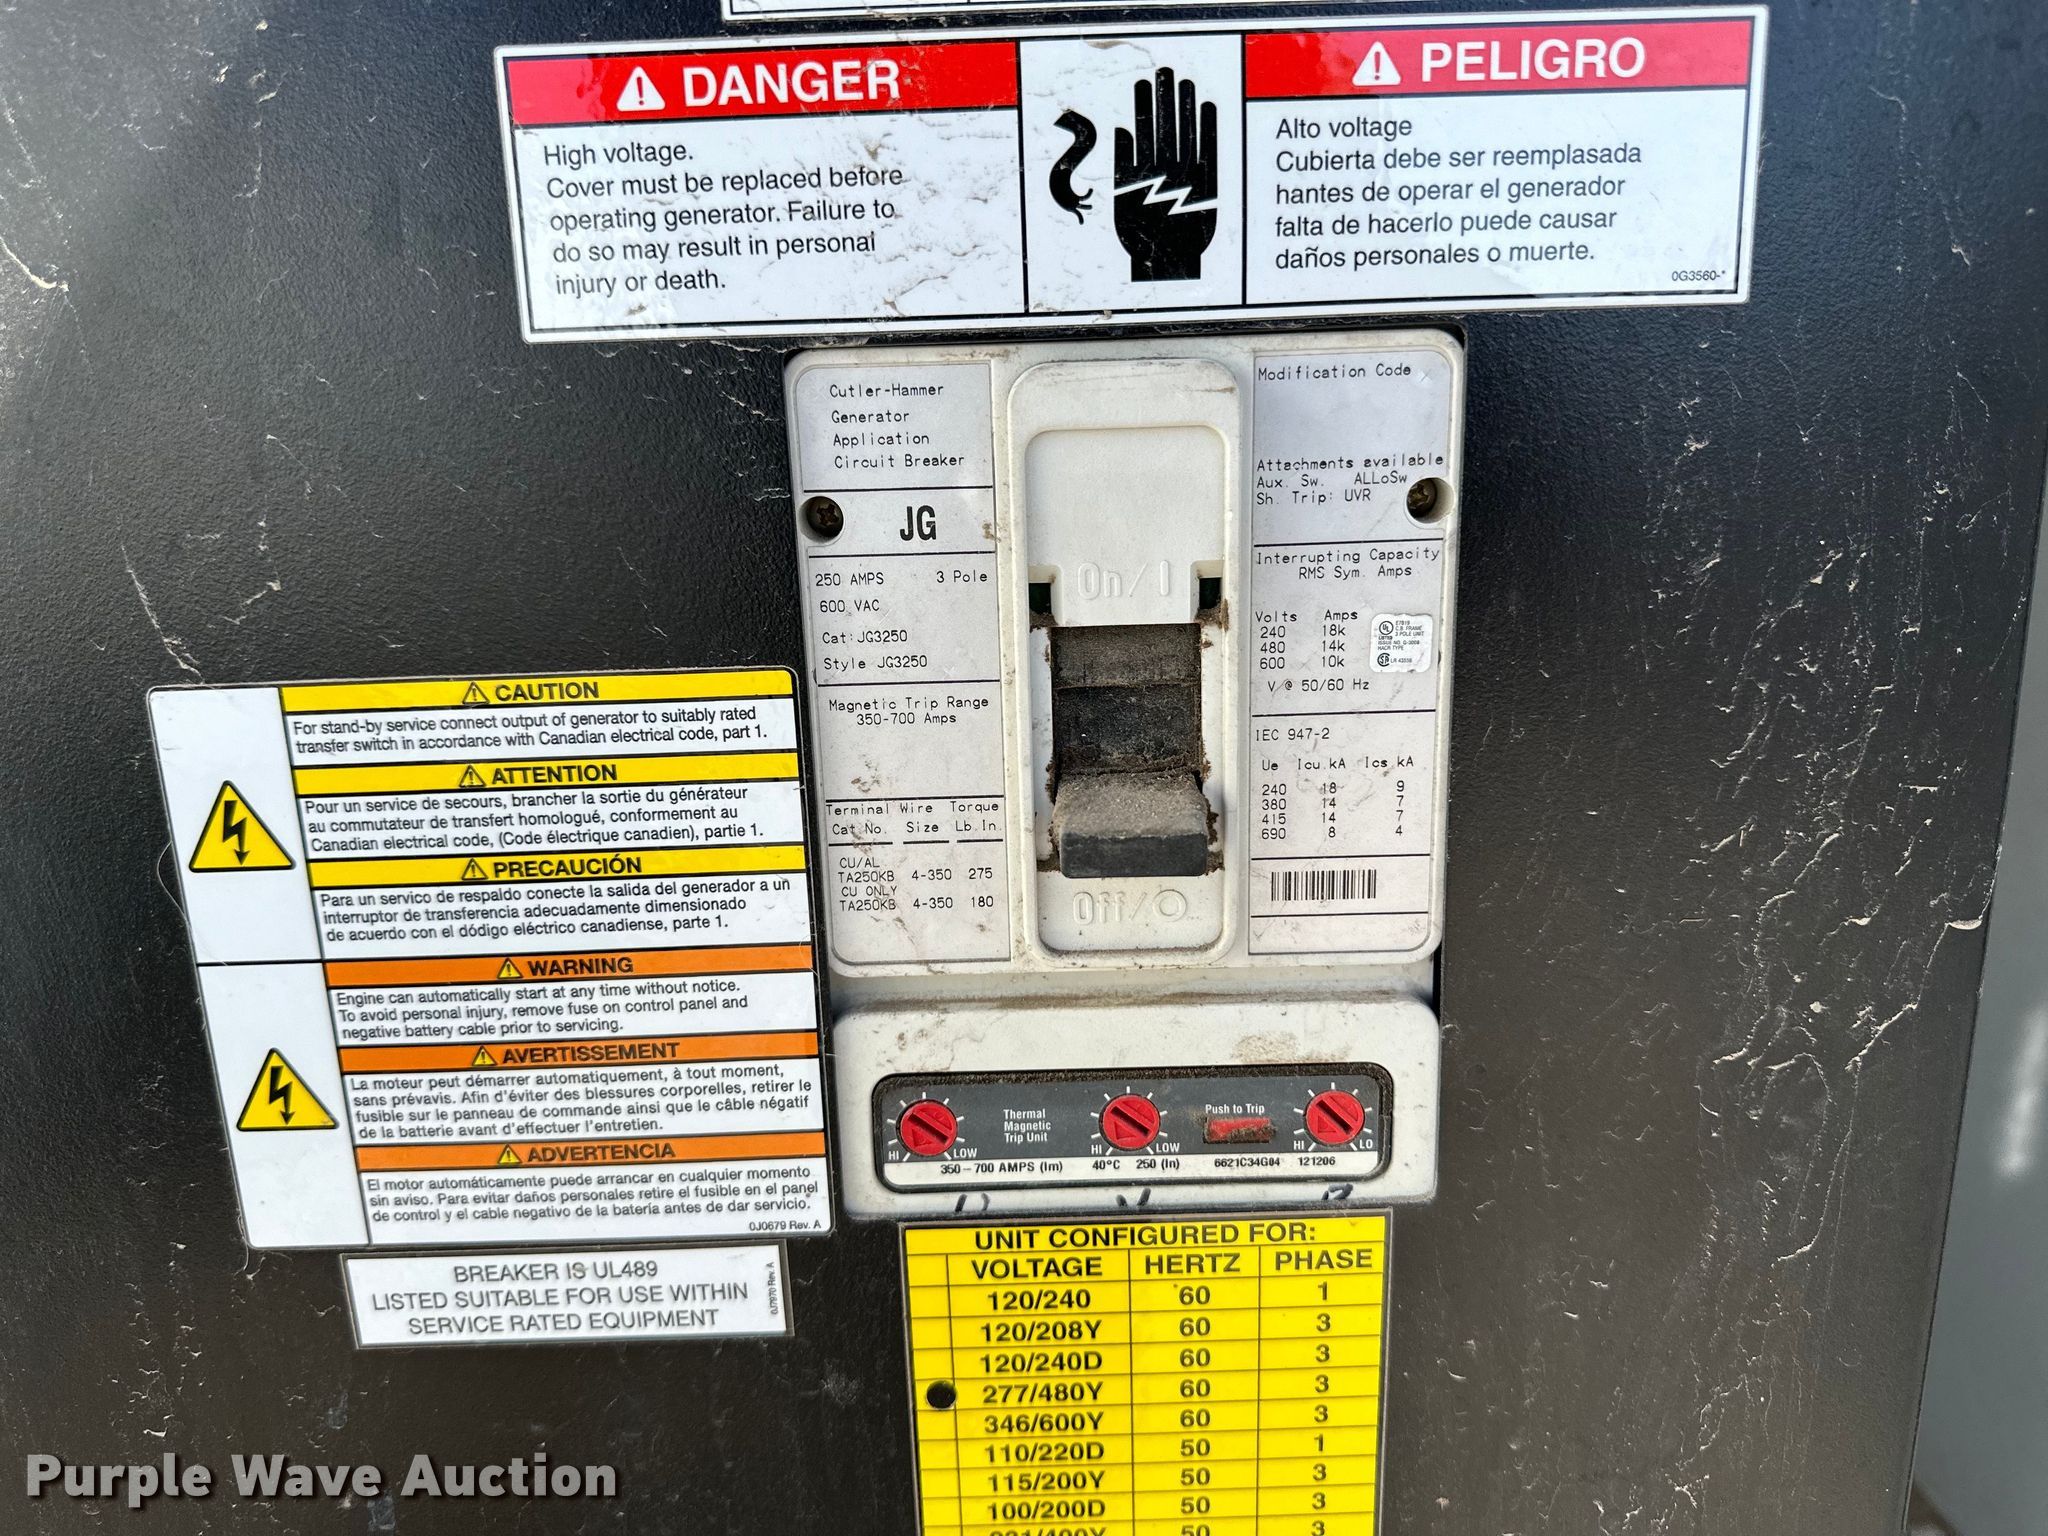 DANGER
High voltage.
Cover must be replaced before
operating generator. Failure to
do so may result in personal
injury or death.
PELIGRO
Alto voltage
Cubierta debe ser reemplasada
hantes de operar el generador
falta de hacerlo puede causar
daños personales o muerte.
0G3560-*
Cutler-Hammer
Generator
Application
Circuit Breaker
JG
250 AMPS 3 Pole
600 VAC
Cat: JG3250
Style JG3250
Magnetic Trip Range
350-700 Amps
Terminal Wire Torque
Cat No. Size Lb In.
CU/AL
TA250KB 4-350 275
CU ONLY
TA250KB 4-350 180
On/I
Off/O
Modification Code
Attachments available
Aux. Sw. ALLoSw
Sh. Trip: UVR
Interrupting Capacity
RMS Sym. Amps
Volts Amps
240 18k
480 14k
600 10k
V @ 50/60 Hz
UL
LISTED
E7819
C.B. FRAME
3 POLE UNIT
HACR TYPE
IEC 947-2
Ue Icu kA Ics kA
240 18 9
380 14 7
415 14 7
690 8 4
CAUTION
For stand-by service connect output of generator to suitably rated
transfer switch in accordance with Canadian electrical code, part 1.
ATTENTION
Pour un service de secours, brancher la sortie du générateur
au commutateur de transfert homologué, conformement au
Canadian electrical code, (Code électrique canadien), partie 1.
PRECAUCIÓN
Para un servico de respaldo conecte la salida del generador a un
interruptor de transferencia adecuadamente dimensionado
de acuerdo con el dódigo eléctrico canadiense, parte 1.
WARNING
Engine can automatically start at any time without notice.
To avoid personal injury, remove fuse on control panel and
negative battery cable prior to servicing.
AVERTISSEMENT
La moteur peut démarrer automatiquement, à tout moment,
sans prévavis. Afin d'éviter des blessures corporelles, retirer le
fusible sur le panneau de commande ainsi que le câble négatif
de la batterie avant d'effectuer l'entretien.
ADVERTENCIA
El motor automáticamente puede arrancar en cualquier momento
sin aviso. Para evitar daños personales retire el fusible en el panel
de control y el cable negativo de la batería antes de dar servicio.
0J0679 Rev. A
BREAKER IS UL489
LISTED SUITABLE FOR USE WITHIN
SERVICE RATED EQUIPMENT
0J7970 Rev. A
Thermal
Magnetic
Trip Unit
Push to Trip
HI LOW HI LOW HI LO
350-700 AMPS (Im) 40°C 250 (In) 6621C34G04 121206
UNIT CONFIGURED FOR:
VOLTAGE HERTZ PHASE
120/240 60 1
120/208Y 60 3
120/240D 60 3
277/480Y 60 3
346/600Y 60 3
110/220D 50 1
115/200Y 50 3
100/200D 50 3
231/400Y 50 3
Purple Wave Auction